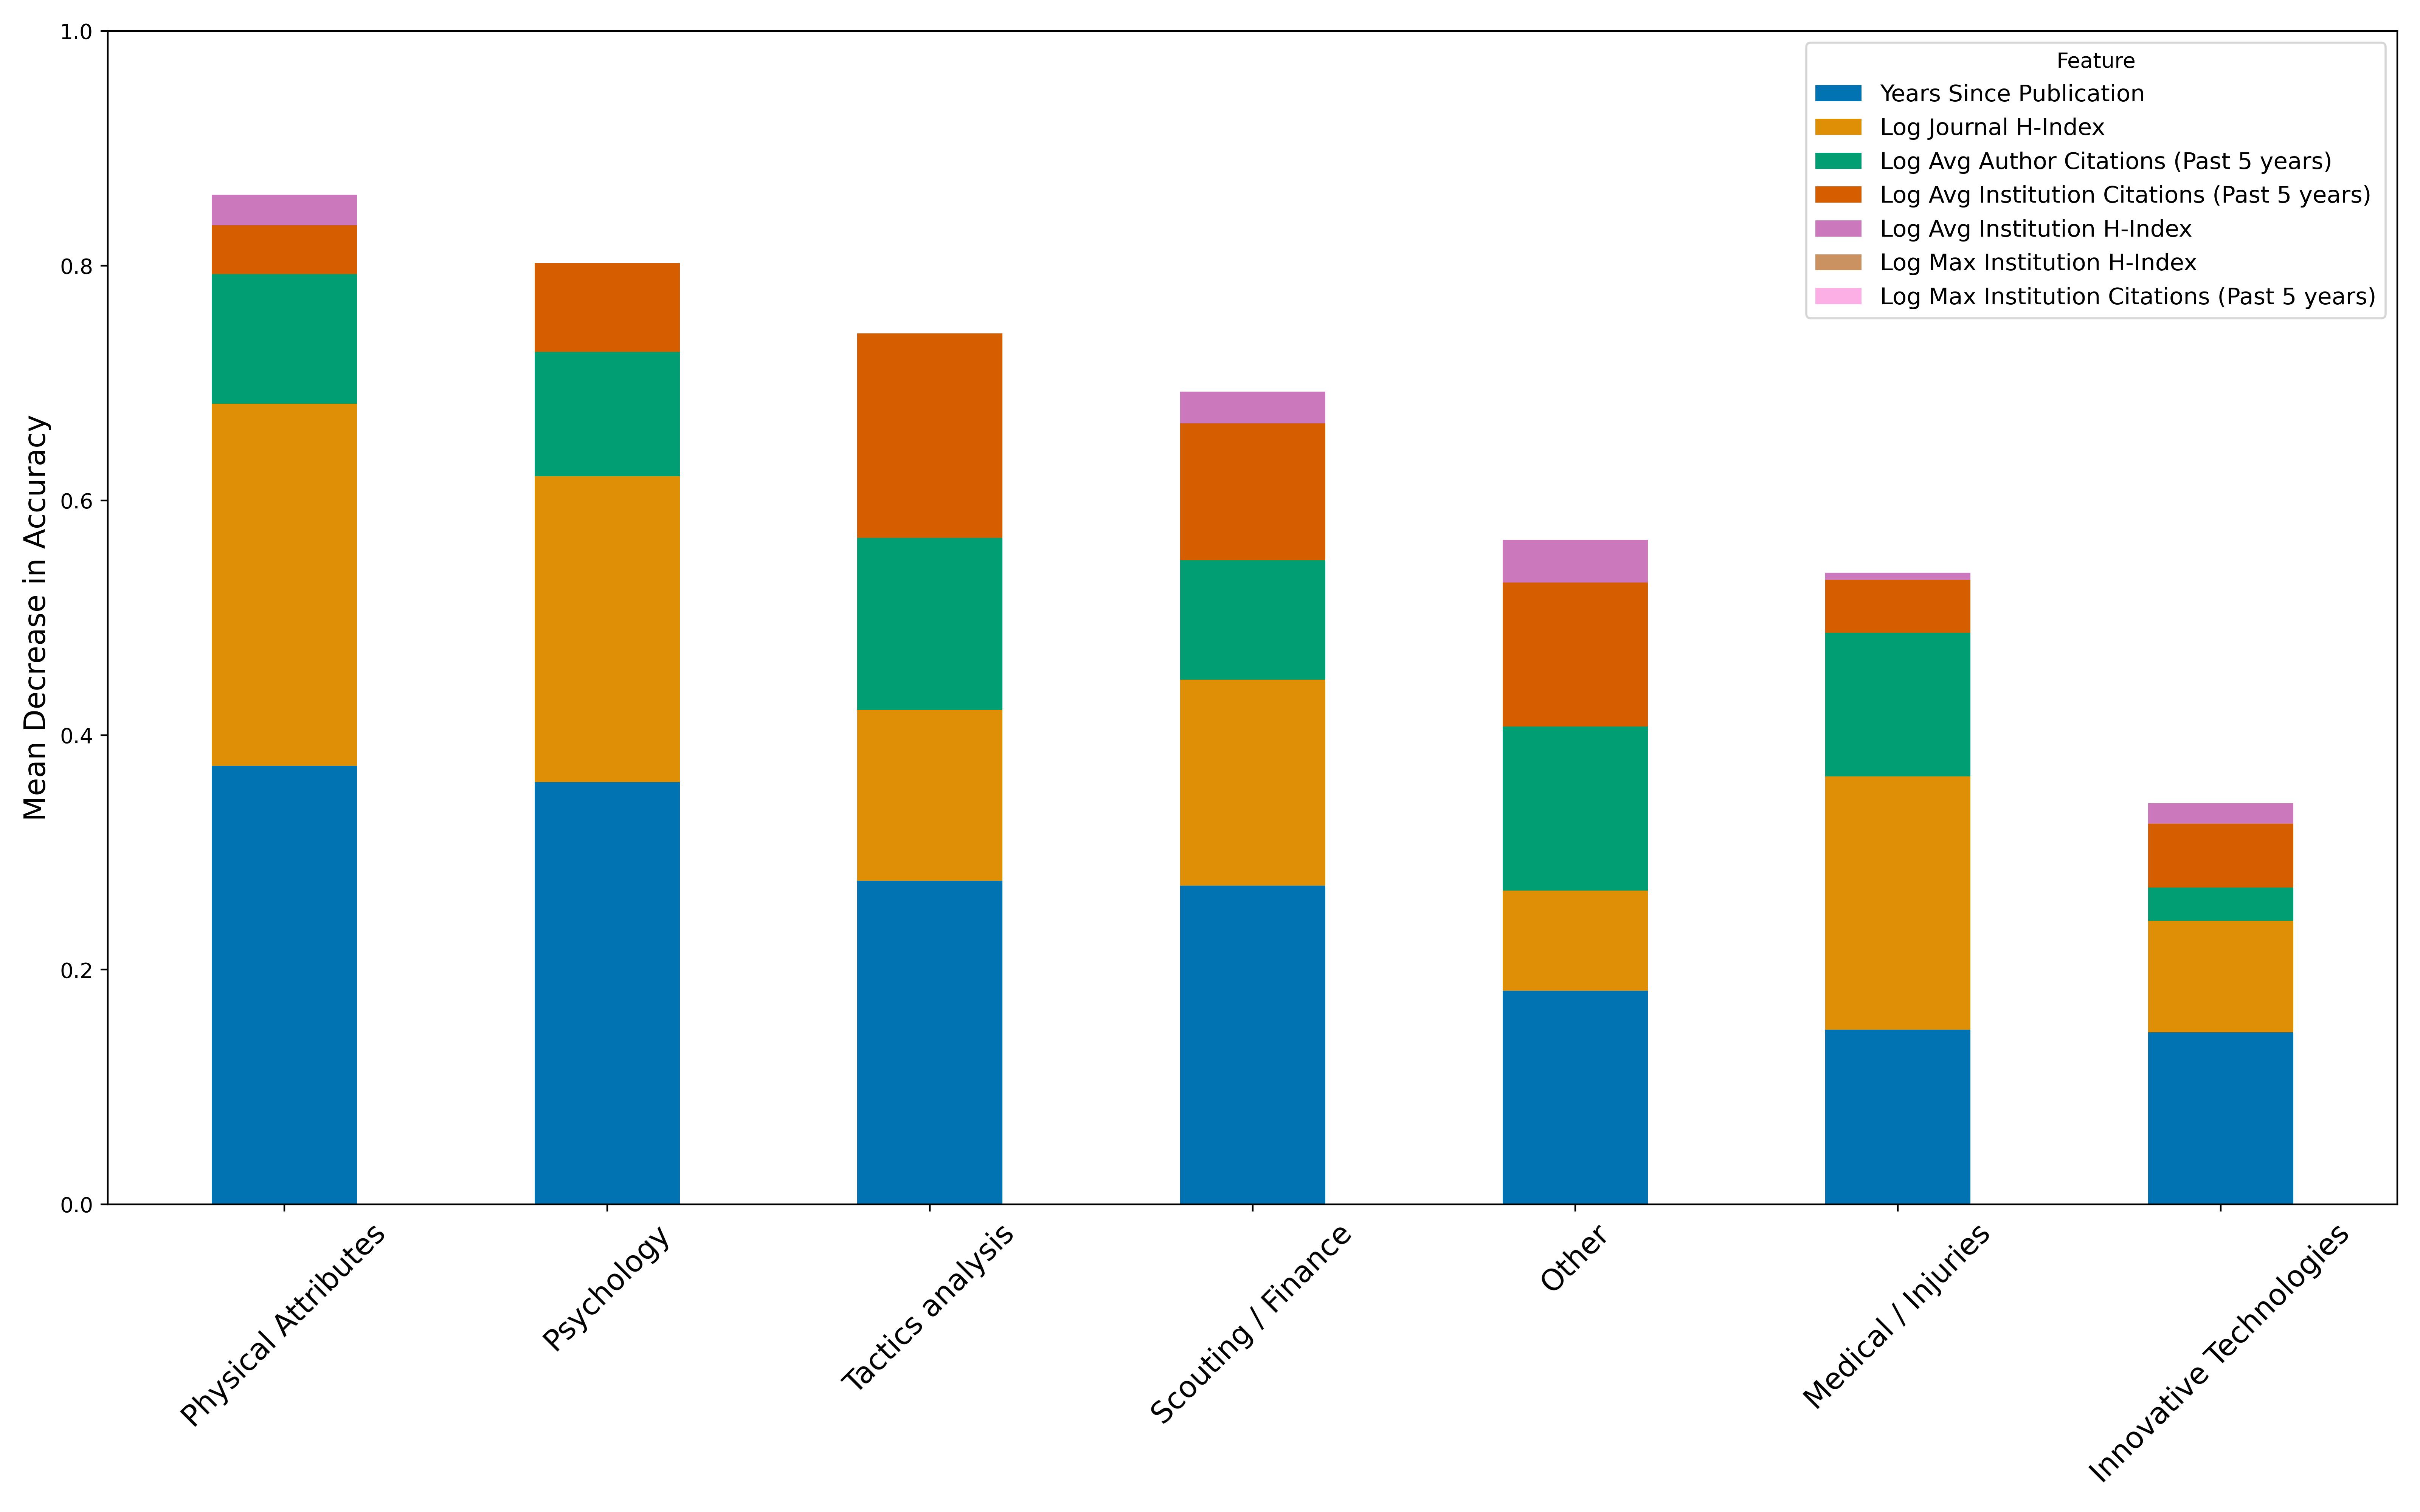 Feature
Years Since Publication
Log Journal H-Index
Log Avg Author Citations (Past 5 years)
Log Avg Institution Citations (Past 5 years)
Log Avg Institution H-Index
Log Max Institution H-Index
Log Max Institution Citations (Past 5 years)
Mean Decrease in Accuracy
1.0
0.8
0.6
0.4
0.2
0.0
Physical Attributes
Psychology
Tactics analysis
Scouting / Finance
Other
Medical / Injuries
Innovative Technologies